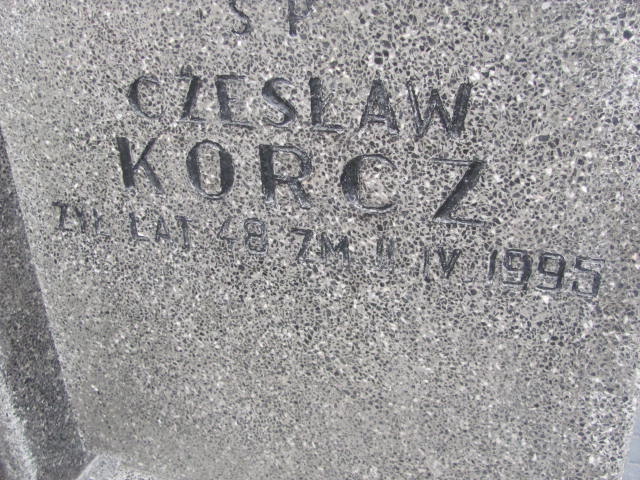 S P
CZESŁAW
KORCZ
ŻYŁ LAT 48 ZM 11 IV 1995